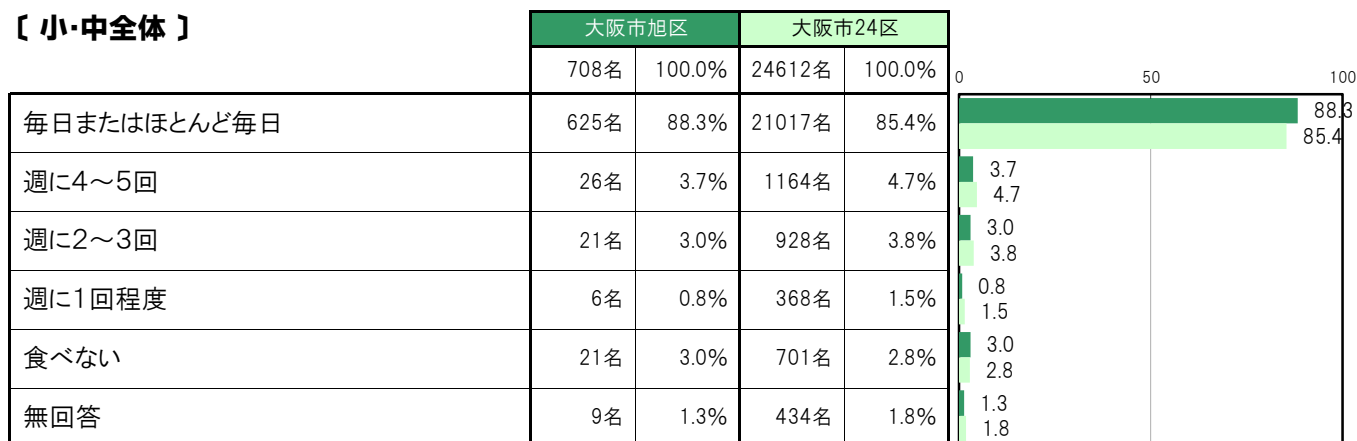 〔 小・中全体 〕
大阪市旭区 大阪市24区
708名 100.0% 24612名 100.0%
0 50 100
毎日またはほとんど毎日 625名 88.3% 21017名 85.4% 88.3
85.4
週に4～5回 26名 3.7% 1164名 4.7% 3.7
4.7
週に2～3回 21名 3.0% 928名 3.8% 3.0
3.8
週に1回程度 6名 0.8% 368名 1.5% 0.8
1.5
食べない 21名 3.0% 701名 2.8% 3.0
2.8
無回答 9名 1.3% 434名 1.8% 1.3
1.8